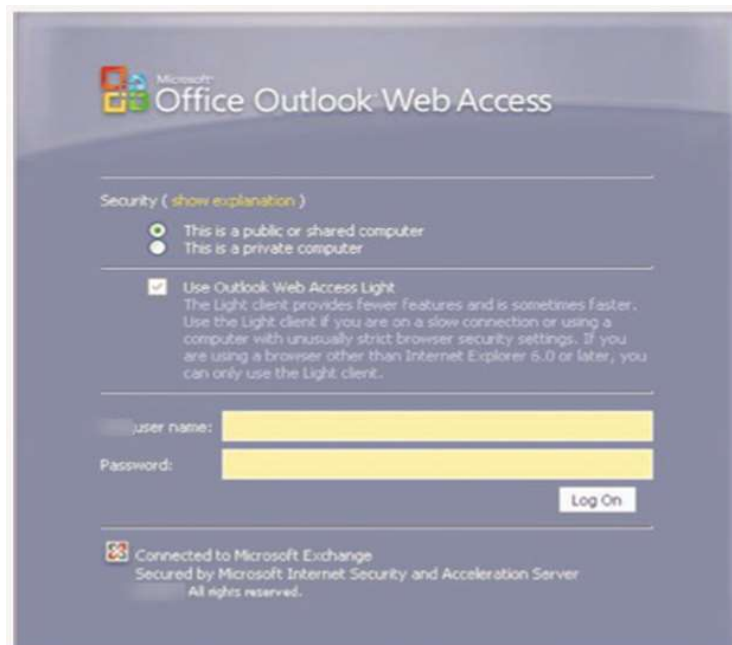 Microsoft
Office Outlook Web Access
Security ( show explanation )
This is a public or shared computer
This is a private computer
Use Outlook Web Access Light
The Light client provides fewer features and is sometimes faster.
Use the Light client if you are on a slow connection or using a
computer with unusually strict browser security settings. If you
are using a browser other than Internet Explorer 6.0 or later, you
can only use the Light client.
user name:
Password:
Log On
Connected to Microsoft Exchange
Secured by Microsoft Internet Security and Acceleration Server
All rights reserved.